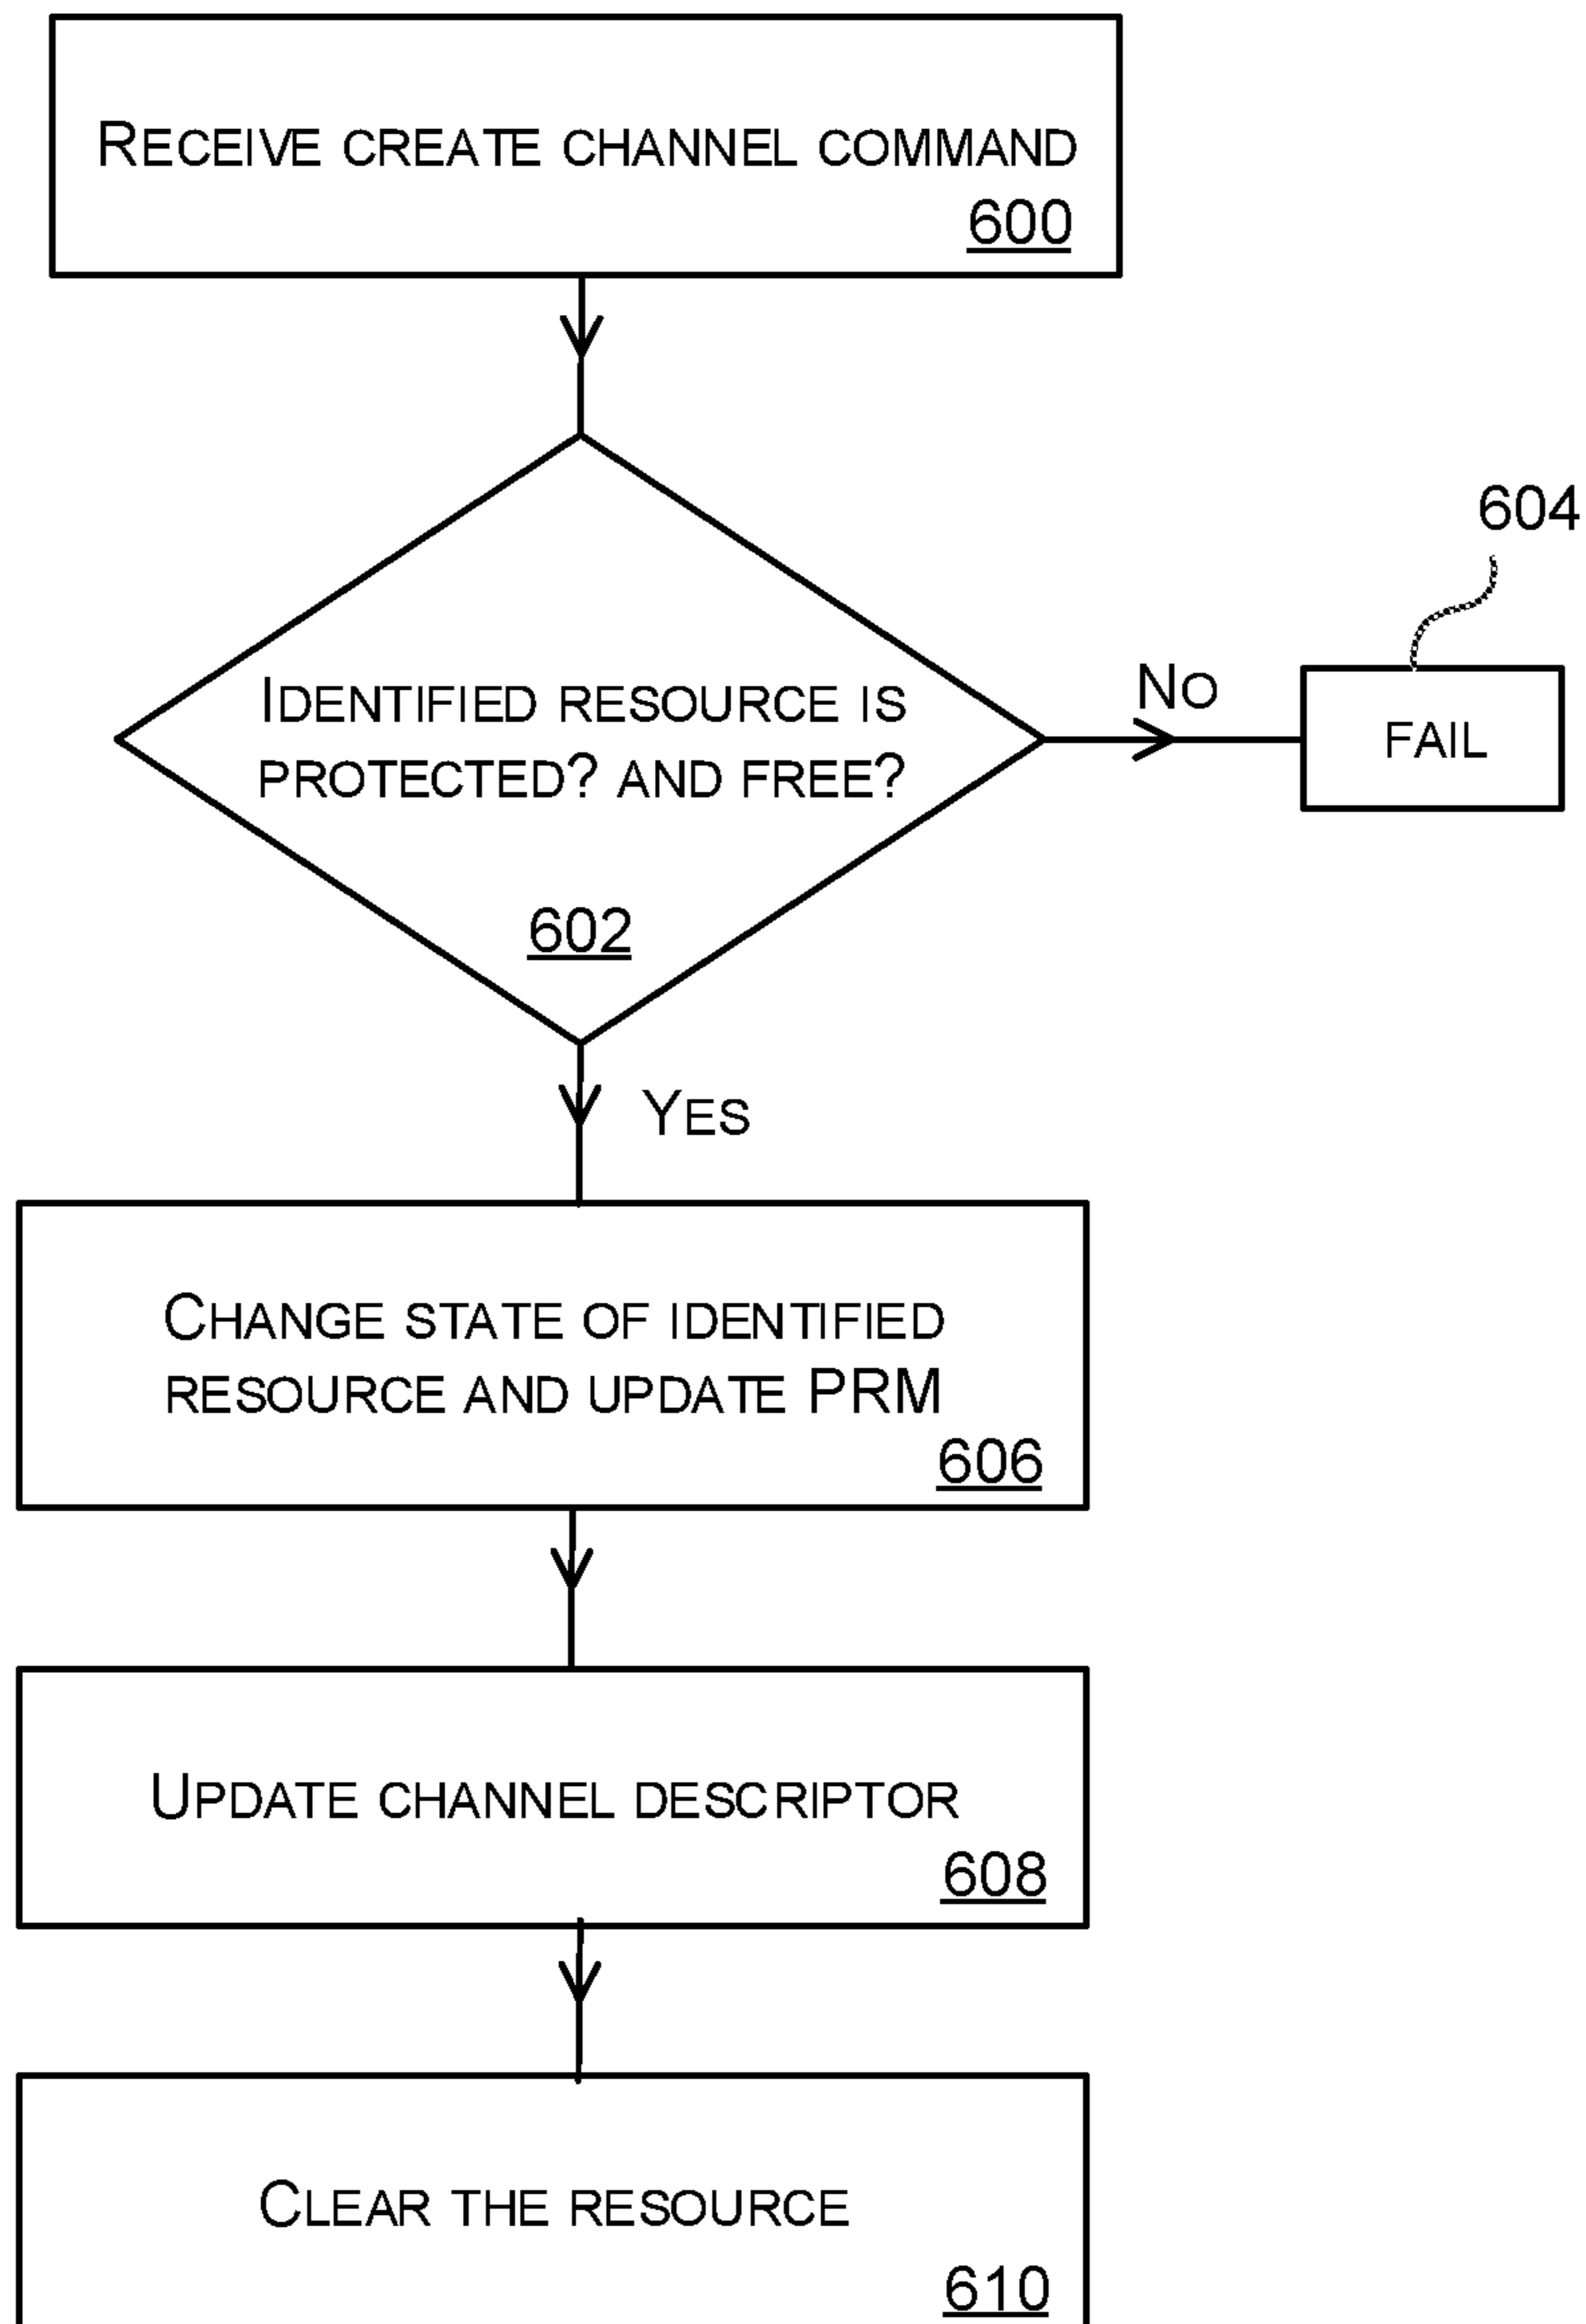 Receive create channel command
600
604
Identified resource is
protected? and free?
602
No
fail
Yes
Change state of identified
resource and update PRM
606
Update channel descriptor
608
Clear the resource
610